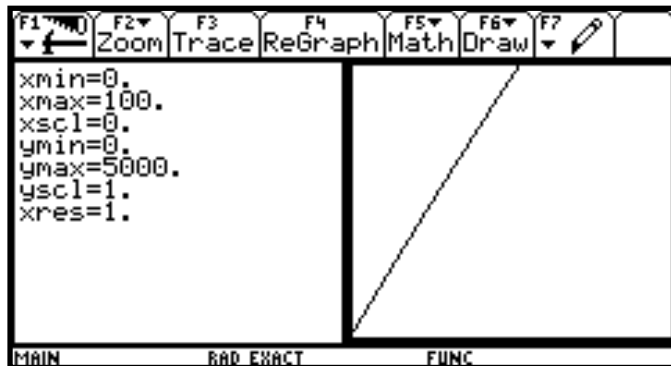 F1 F2 F3 F4 F5 F6 F7
Zoom Trace ReGraph Math Draw
xmin=0.
xmax=100.
xscl=0.
ymin=0.
ymax=5000.
yscl=1.
xres=1.
MAIN RAD EXACT FUNC